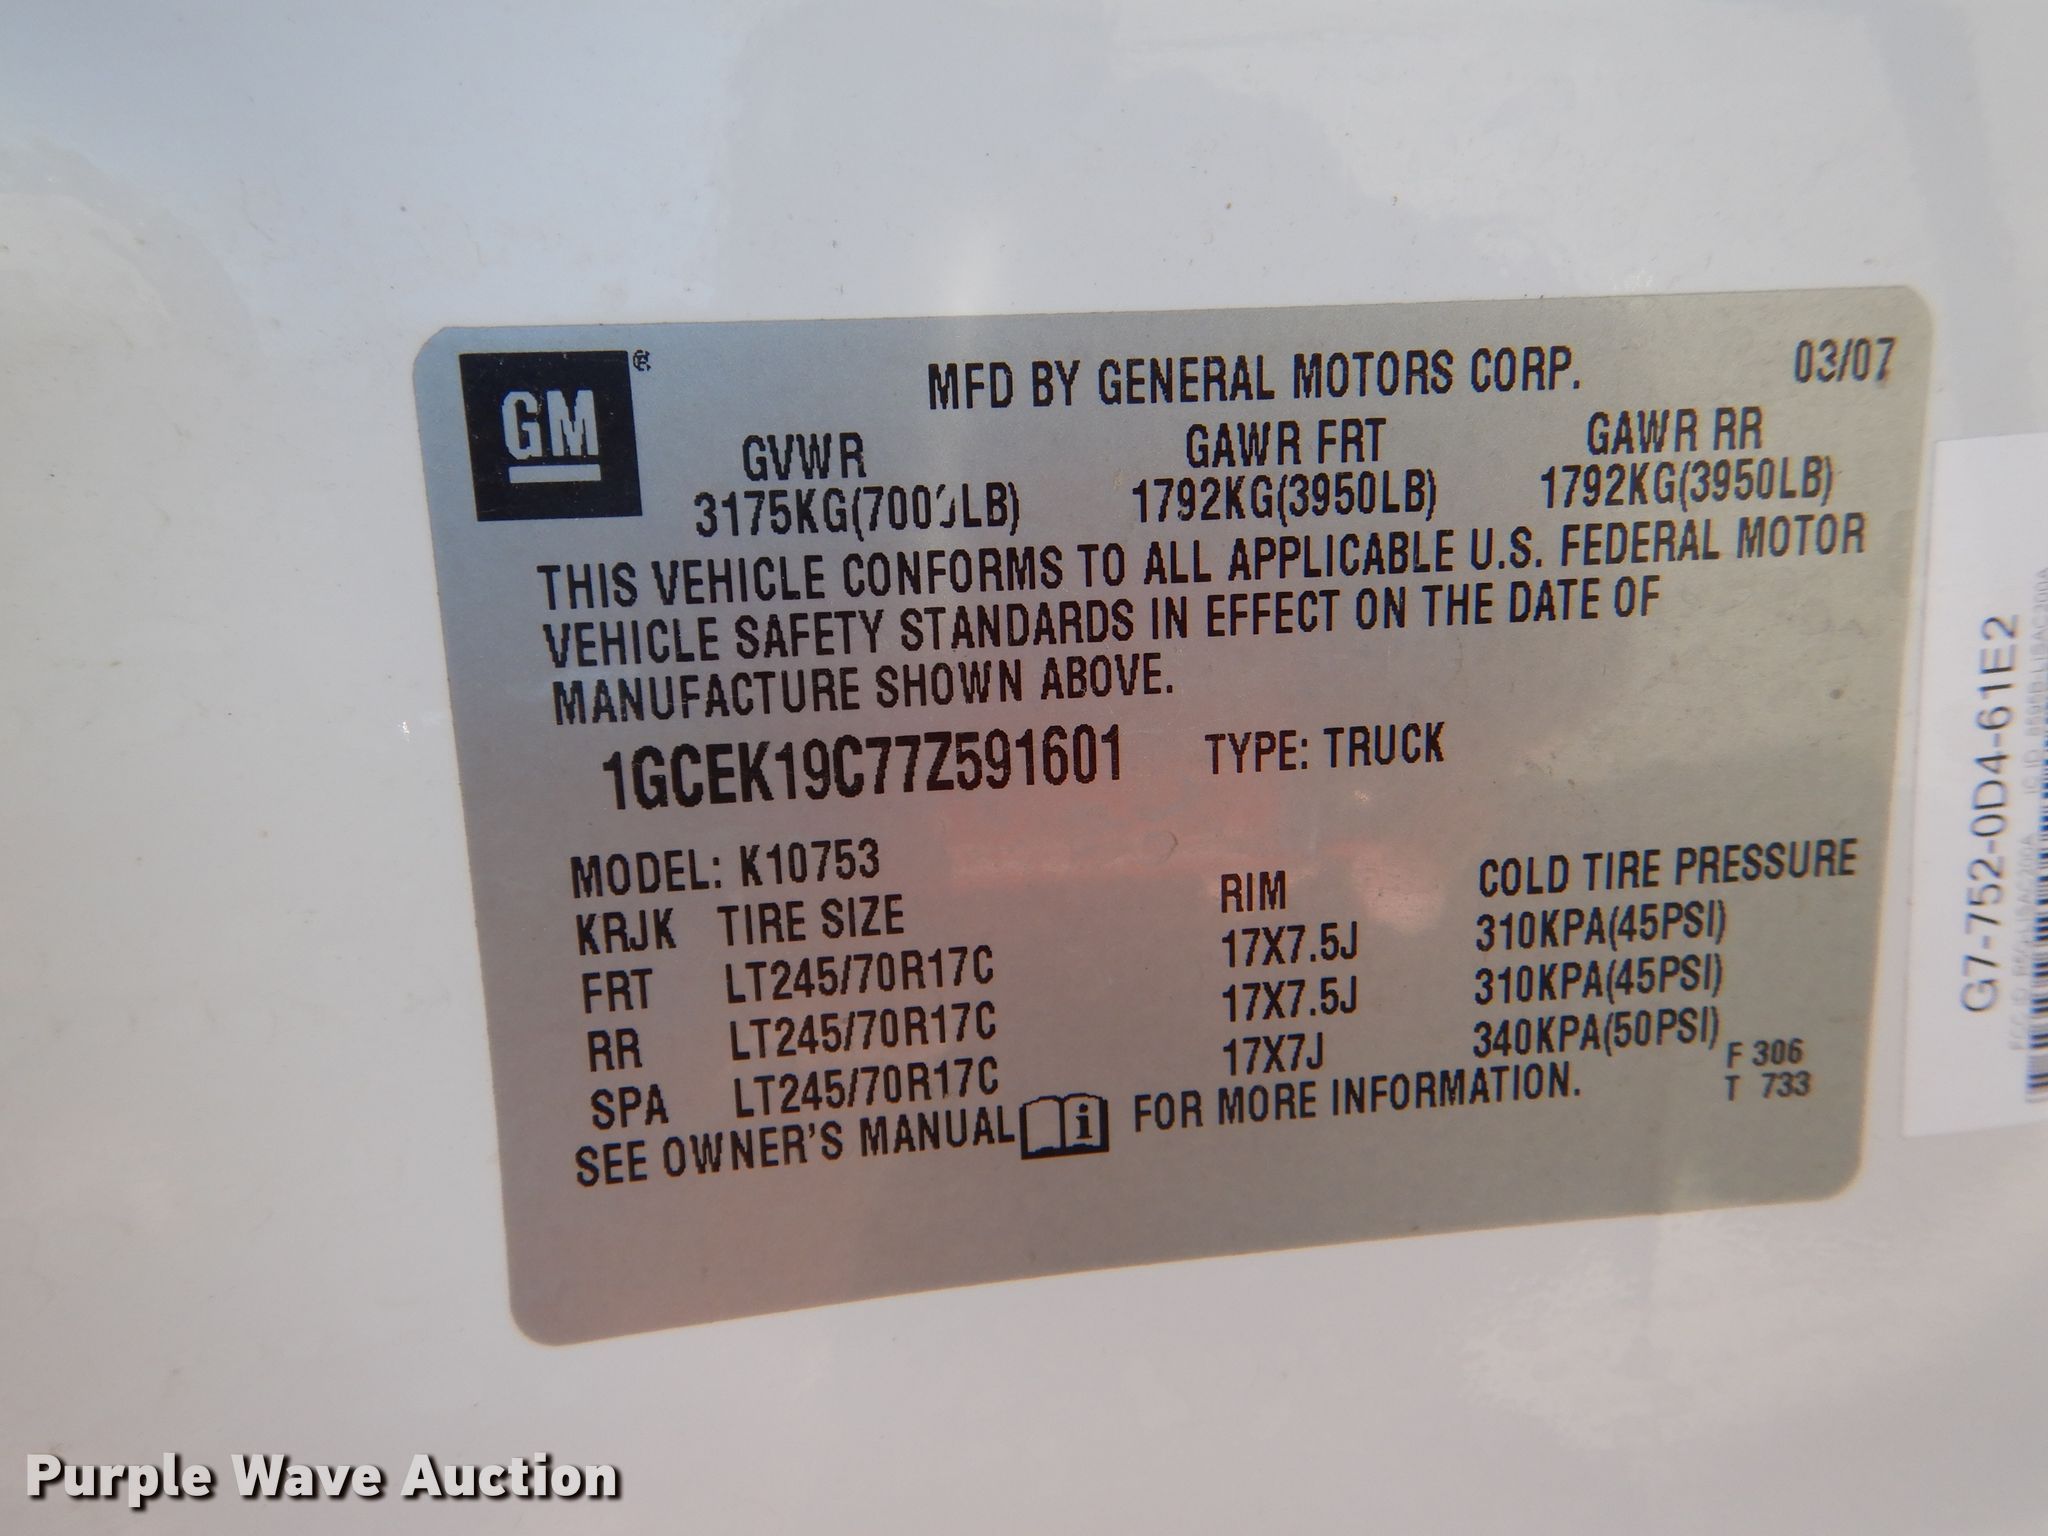 GM®
MFD BY GENERAL MOTORS CORP. 03/07
GVWR GAWR FRT GAWR RR
3175KG(7000LB) 1792KG(3950LB) 1792KG(3950LB)
THIS VEHICLE CONFORMS TO ALL APPLICABLE U.S. FEDERAL MOTOR
VEHICLE SAFETY STANDARDS IN EFFECT ON THE DATE OF
MANUFACTURE SHOWN ABOVE.
1GCEK19C77Z591601 TYPE: TRUCK
MODEL: K10753
KRJK TIRE SIZE RIM COLD TIRE PRESSURE
FRT LT245/70R17C 17X7.5J 310KPA(45PSI)
RR LT245/70R17C 17X7.5J 310KPA(45PSI)
SPA LT245/70R17C 17X7J 340KPA(50PSI)
SEE OWNER'S MANUAL i FOR MORE INFORMATION.
F 306
T 733
G7-752-0D4-61E2
Purple Wave Auction